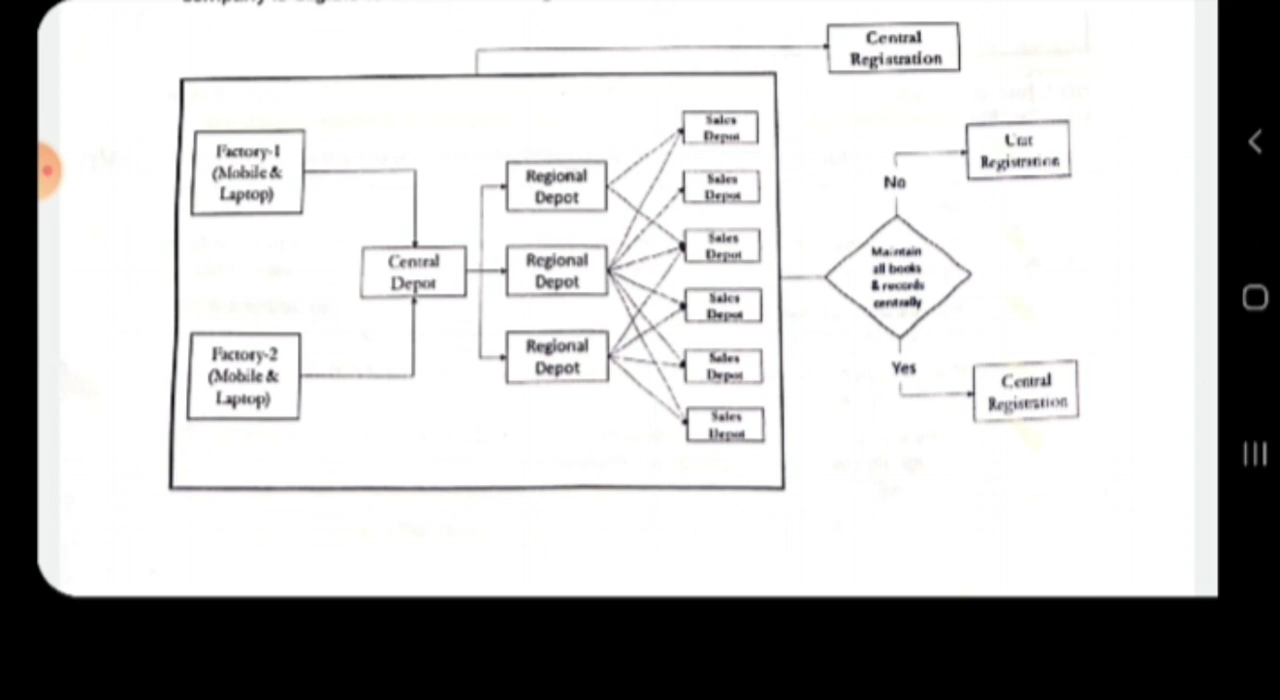 Central
Registration
Factory-1
(Mobile &
Laptop)
Central
Depot
Factory-2
(Mobile &
Laptop)
Regional
Depot
Regional
Depot
Regional
Depot
Sales
Depot
Sales
Depot
Sales
Depot
Sales
Depot
Sales
Depot
Sales
Depot
Maintain
all books
& records
centrally
No
Unit
Registration
Yes
Central
Registration